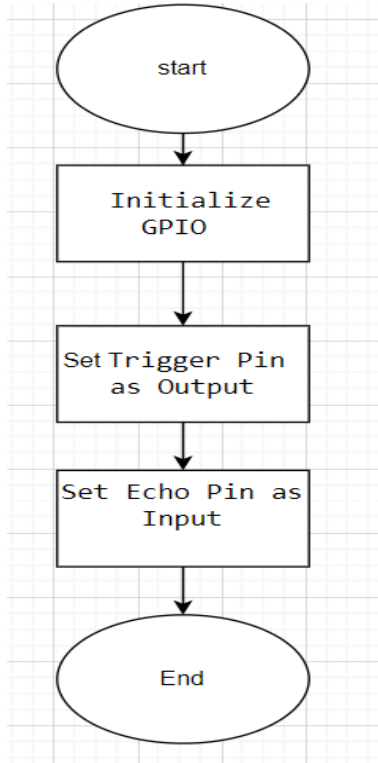 start
Initialize
GPIO
Set Trigger Pin
as Output
Set Echo Pin as
Input
End